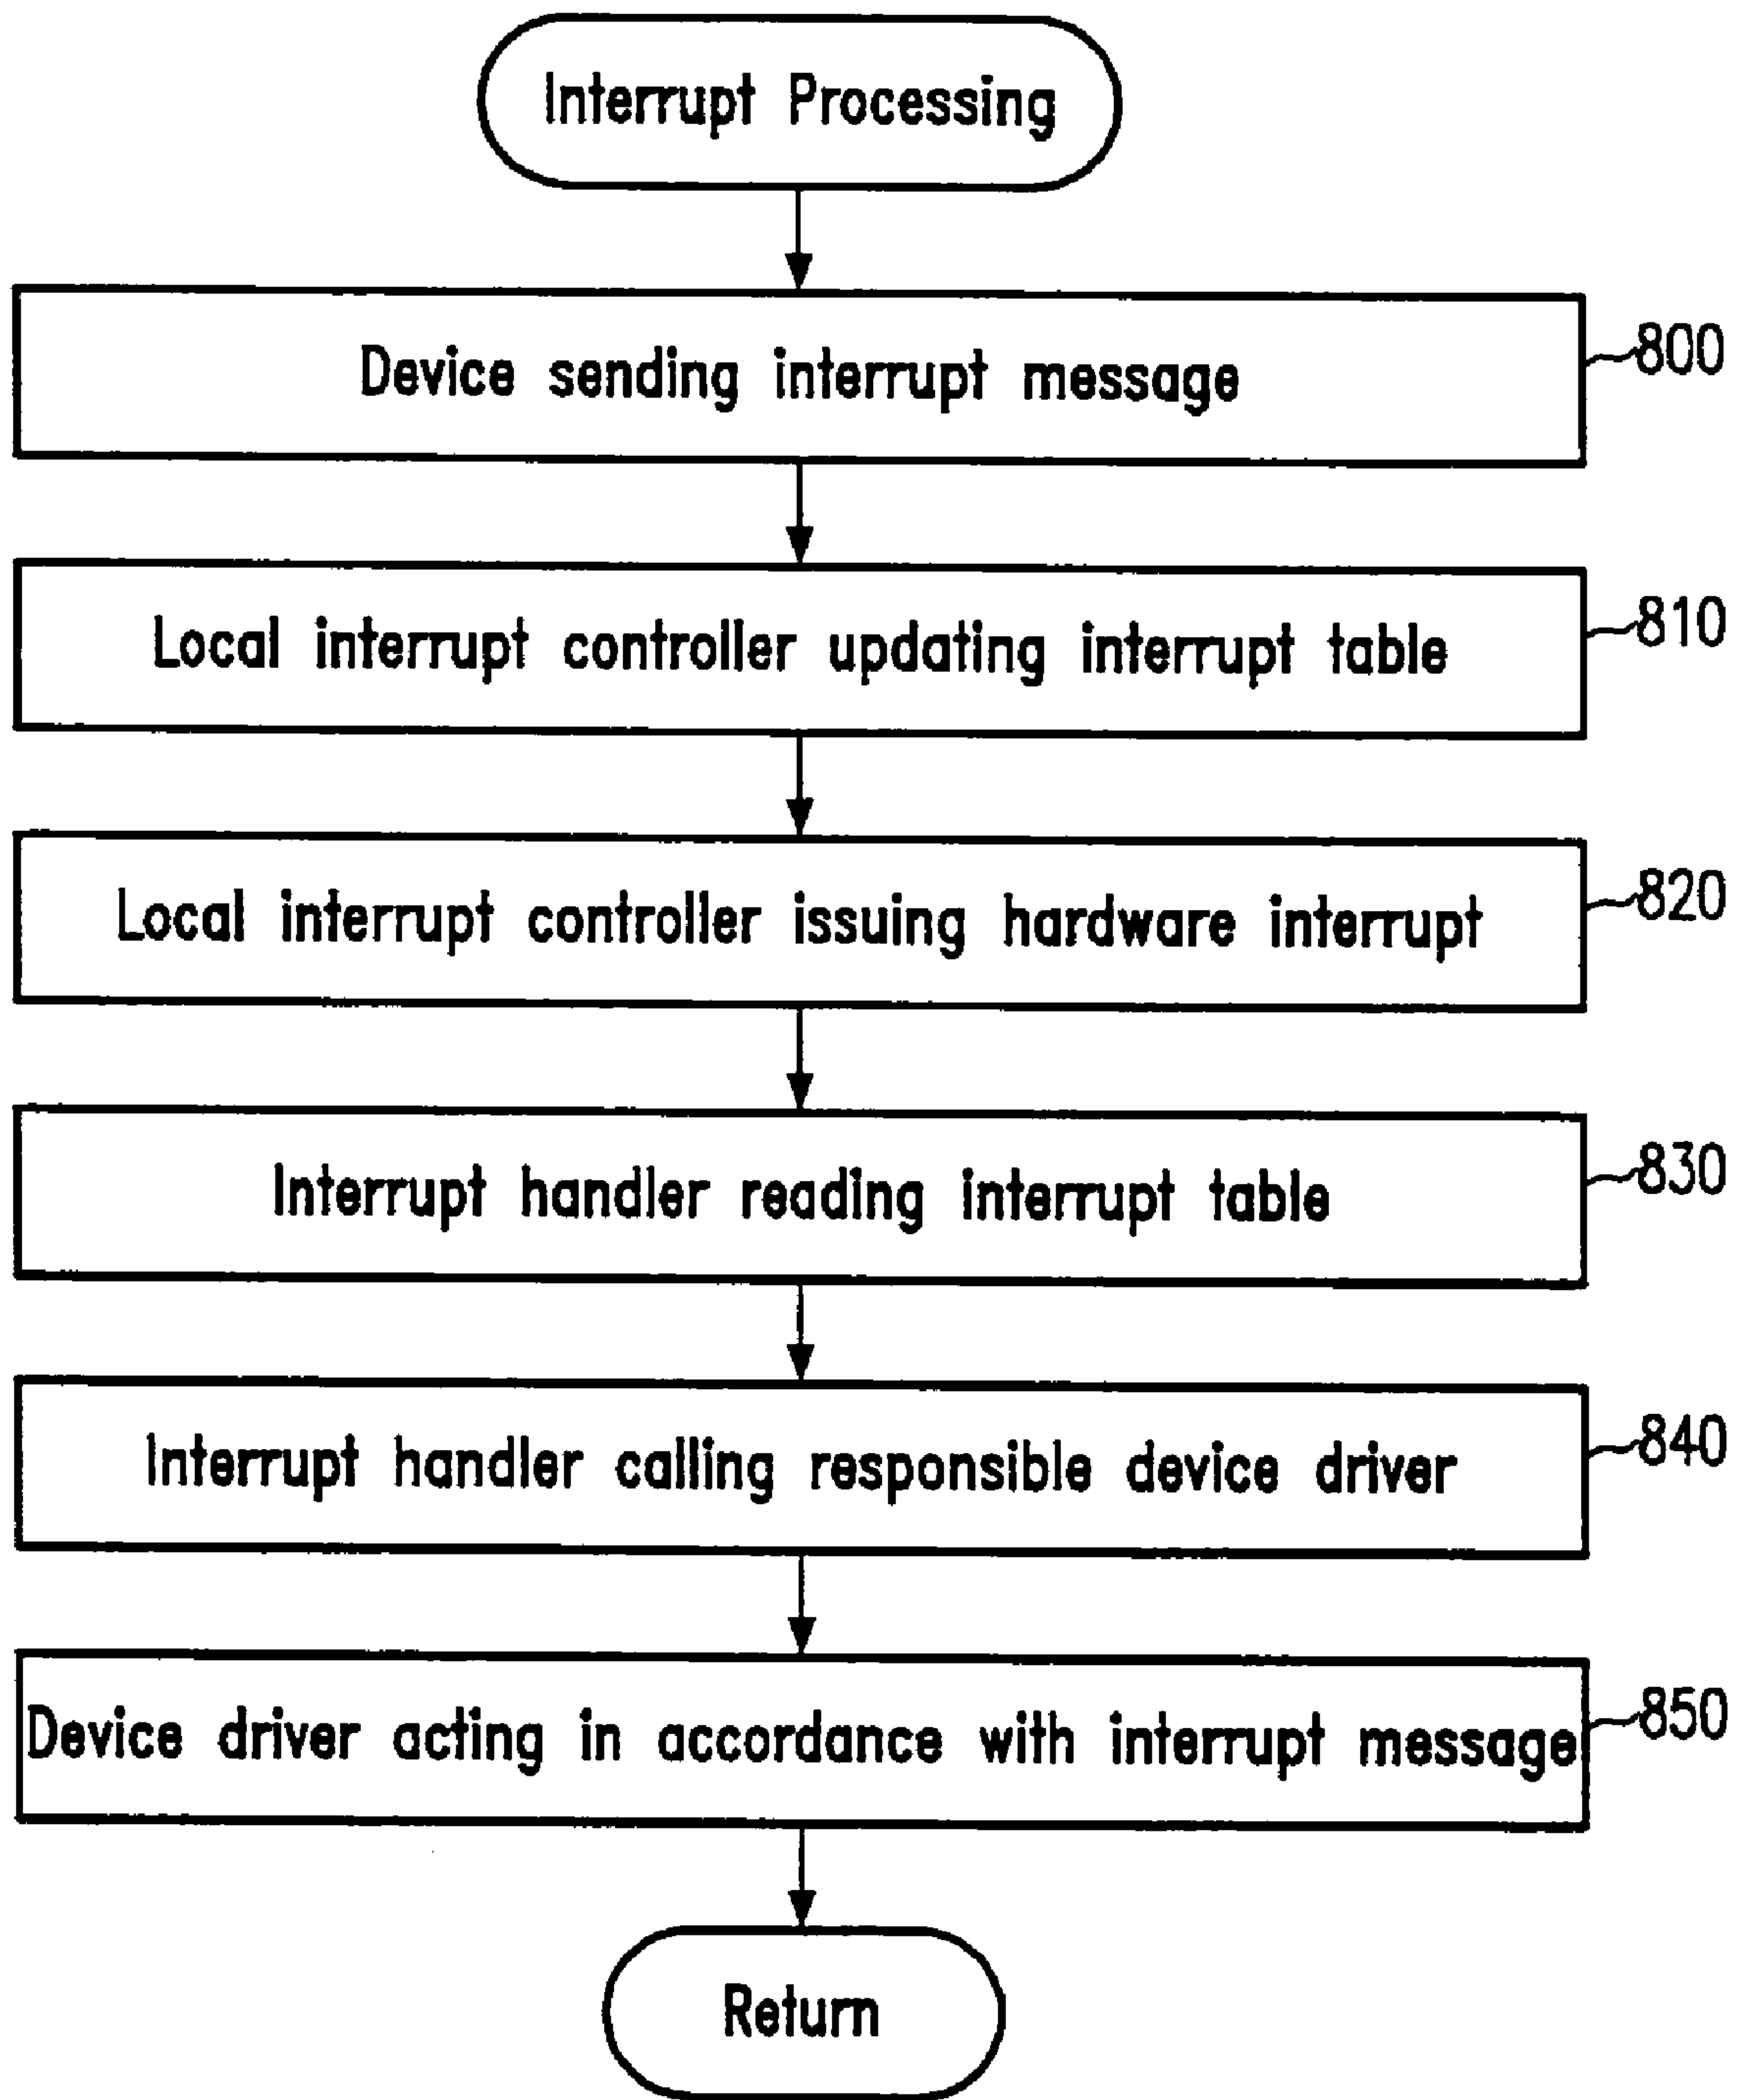 Interrupt Processing
Device sending interrupt message
800
Local interrupt controller updating interrupt table
810
Local interrupt controller issuing hardware interrupt
820
Interrupt handler reading interrupt table
830
Interrupt handler calling responsible device driver
840
Device driver acting in accordance with interrupt message
850
Return